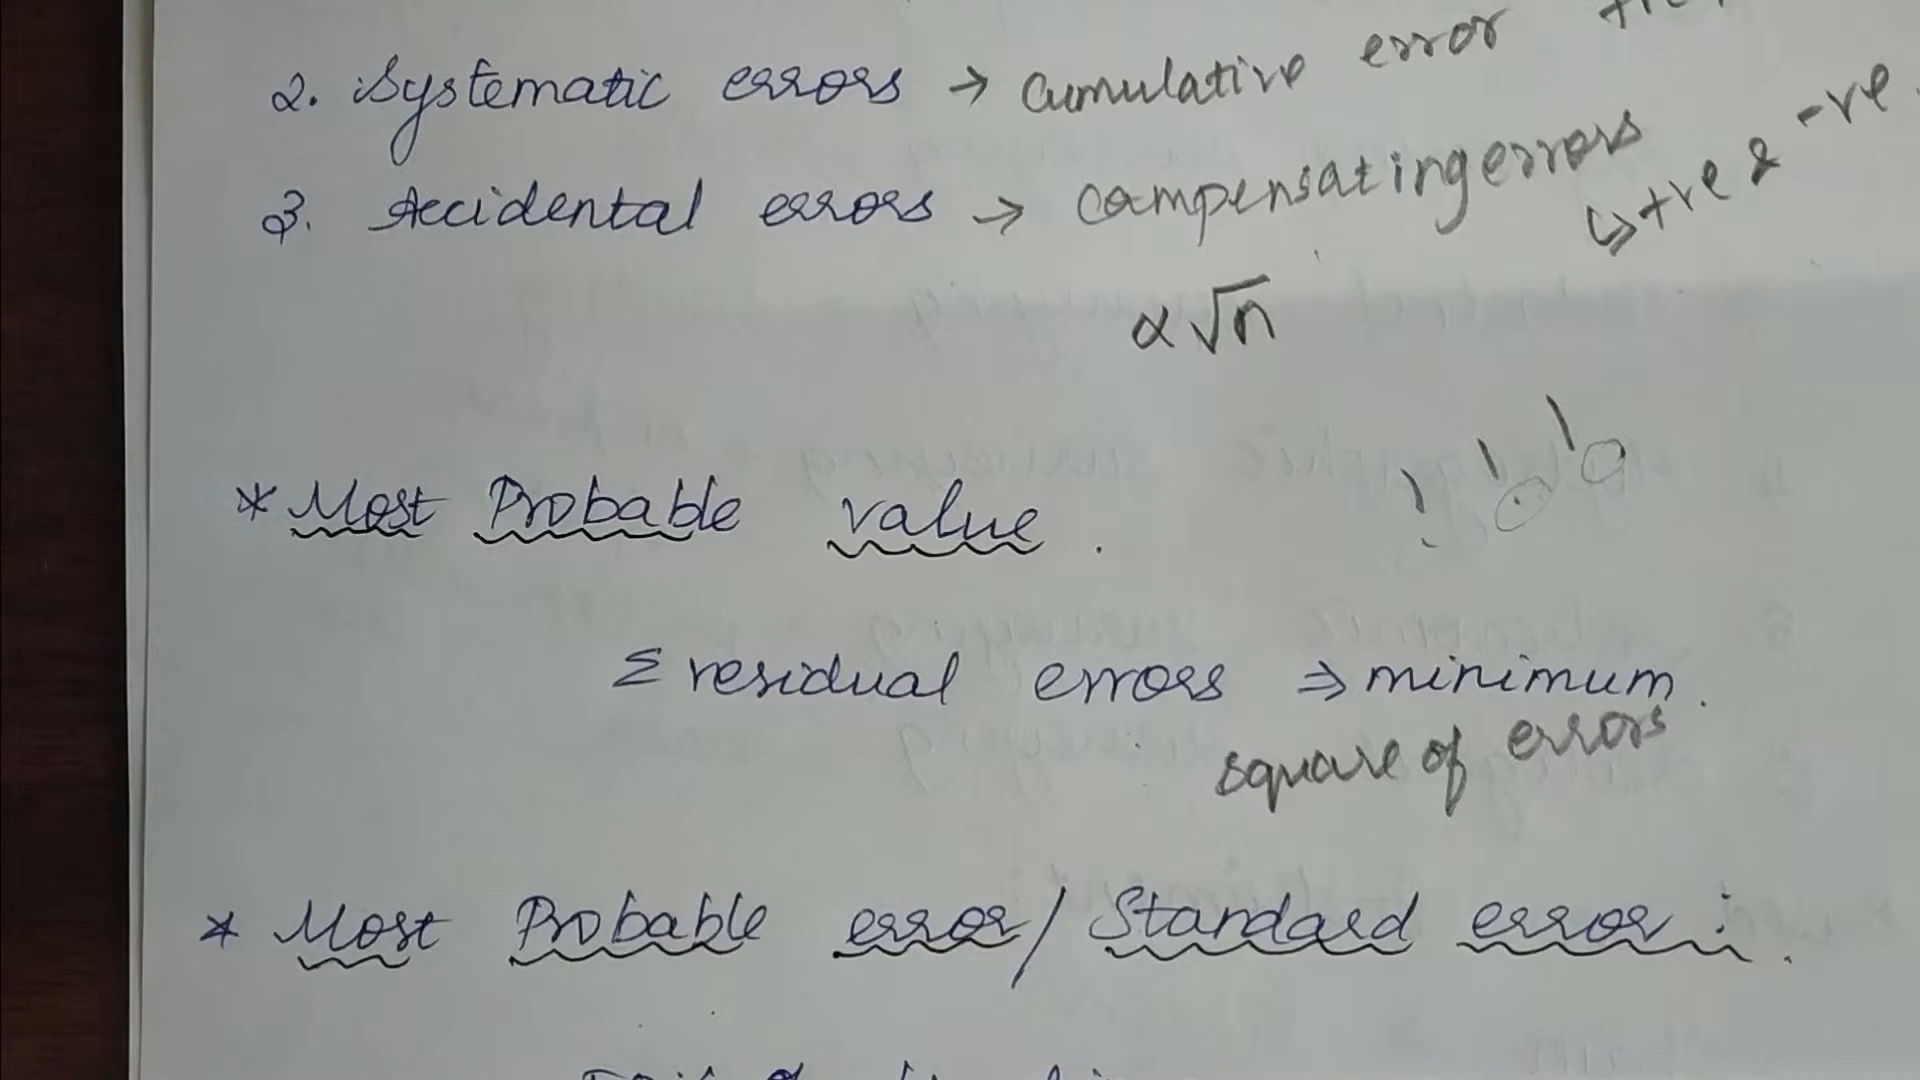 2. Systematic errors → cumulative error
3. Accidental errors → compensating errors
↳ +ve & -ve
α √n
* Most Probable value.
Σ residual errors ⇒ minimum.
square of errors
* Most Probable error/ Standard error :